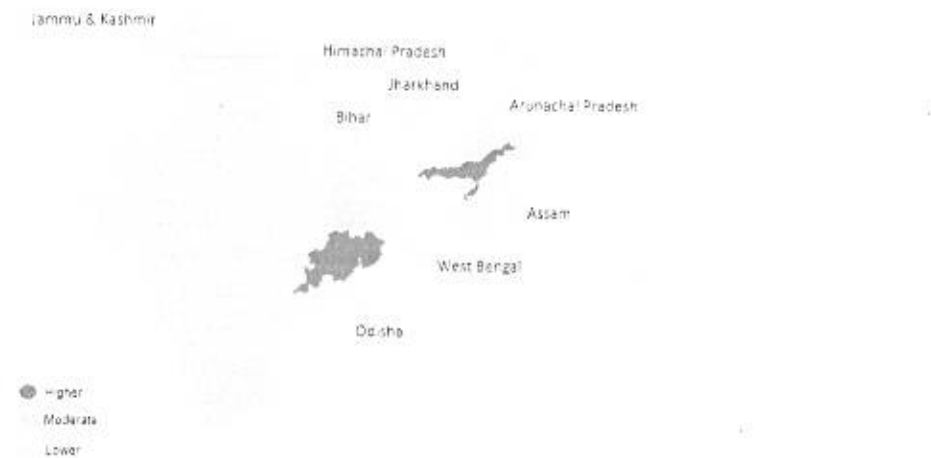 Jammu & Kashmir
Himachal Pradesh
Jharkhand
Arunachal Pradesh
Bihar
Assam
West Bengal
Odisha
Higher
Moderate
Lower